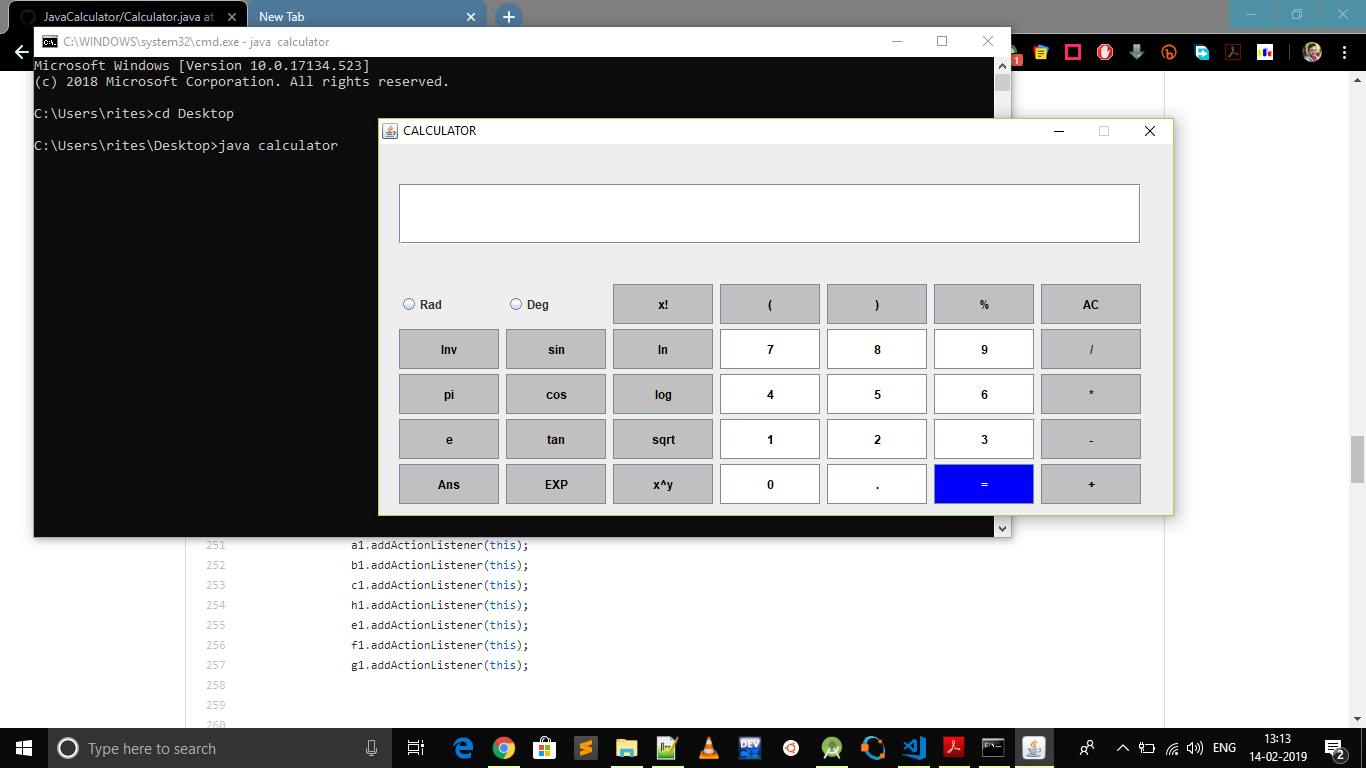 JavaCalculator/Calculator.java at
New Tab
C:\WINDOWS\system32\cmd.exe - java calculator
1
Microsoft Windows [Version 10.0.17134.523]
(c) 2018 Microsoft Corporation. All rights reserved.
C:\Users\rites>cd Desktop
C:\Users\rites\Desktop>java calculator
CALCULATOR
Rad Deg x! ( ) % AC
Inv sin ln 7 8 9 /
pi cos log 4 5 6 *
e tan sqrt 1 2 3 -
Ans EXP x^y 0 . = +
251 a1.addActionListener(this);
252 b1.addActionListener(this);
253 c1.addActionListener(this);
254 h1.addActionListener(this);
255 e1.addActionListener(this);
256 f1.addActionListener(this);
257 g1.addActionListener(this);
258
259
260
Type here to search
DEV
ENG
13:13
14-02-2019
2